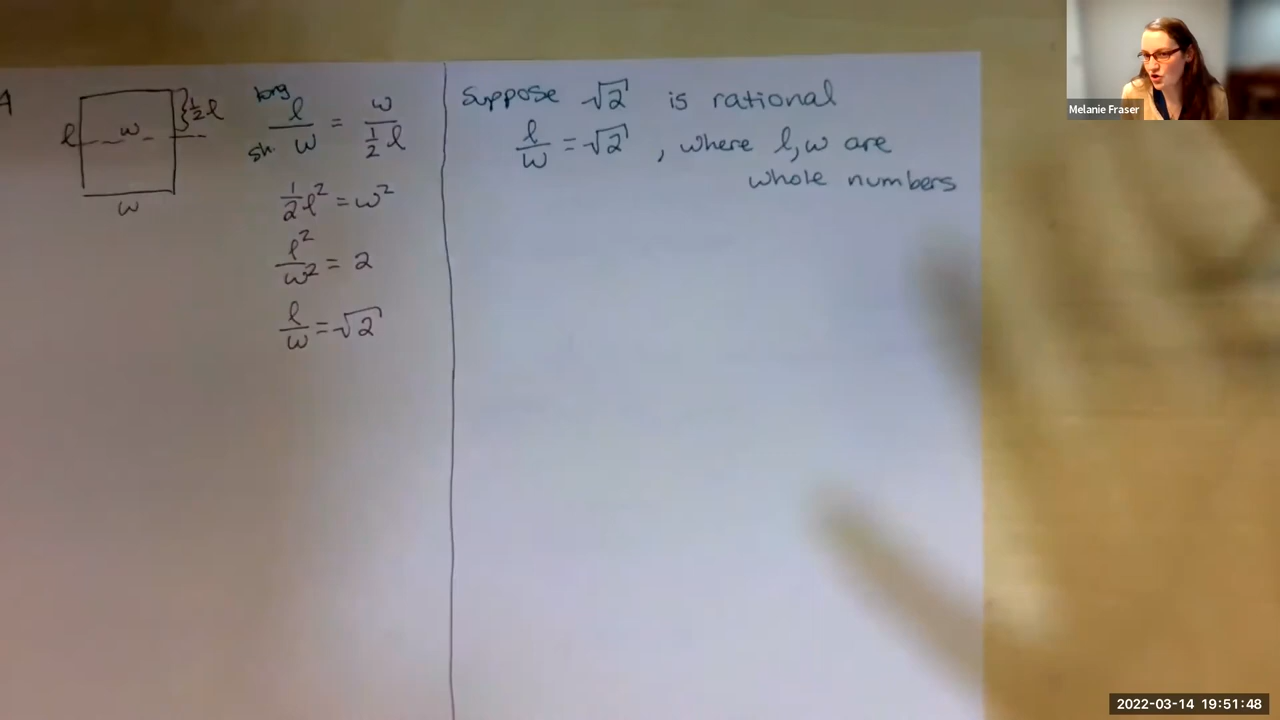 4
l
w
}½l
w
long
sh.
l/w = w/(½l)
½l² = w²
l²/w² = 2
l/w = √2
Suppose √2 is rational
l/w = √2, where l,w are
whole numbers
Melanie Fraser
2022-03-14 19:51:48